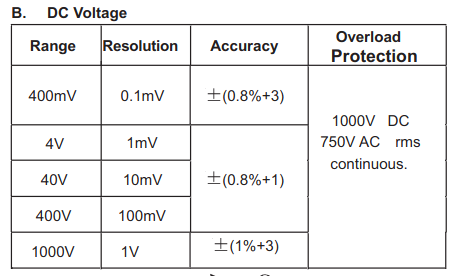 B. DC Voltage
Range Resolution Accuracy Overload Protection
400mV 0.1mV ±(0.8%+3)
4V 1mV
40V 10mV ±(0.8%+1)
400V 100mV
1000V 1V ±(1%+3)
1000V DC
750V AC rms
continuous.